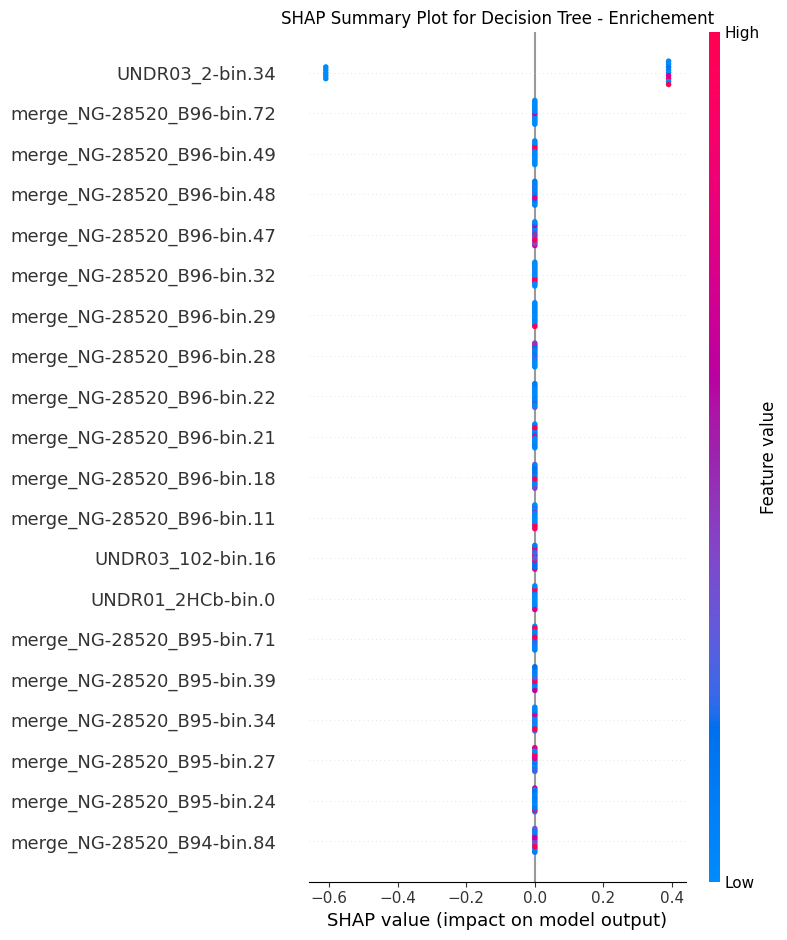 SHAP Summary Plot for Decision Tree - Enrichement
High
UNDR03_2-bin.34
merge_NG-28520_B96-bin.72
merge_NG-28520_B96-bin.49
merge_NG-28520_B96-bin.48
merge_NG-28520_B96-bin.47
merge_NG-28520_B96-bin.32
merge_NG-28520_B96-bin.29
merge_NG-28520_B96-bin.28
merge_NG-28520_B96-bin.22
merge_NG-28520_B96-bin.21
merge_NG-28520_B96-bin.18
merge_NG-28520_B96-bin.11
UNDR03_102-bin.16
UNDR01_2HCb-bin.0
merge_NG-28520_B95-bin.71
merge_NG-28520_B95-bin.39
merge_NG-28520_B95-bin.34
merge_NG-28520_B95-bin.27
merge_NG-28520_B95-bin.24
merge_NG-28520_B94-bin.84
Feature value
Low
−0.6 −0.4 −0.2 0.0 0.2 0.4
SHAP value (impact on model output)